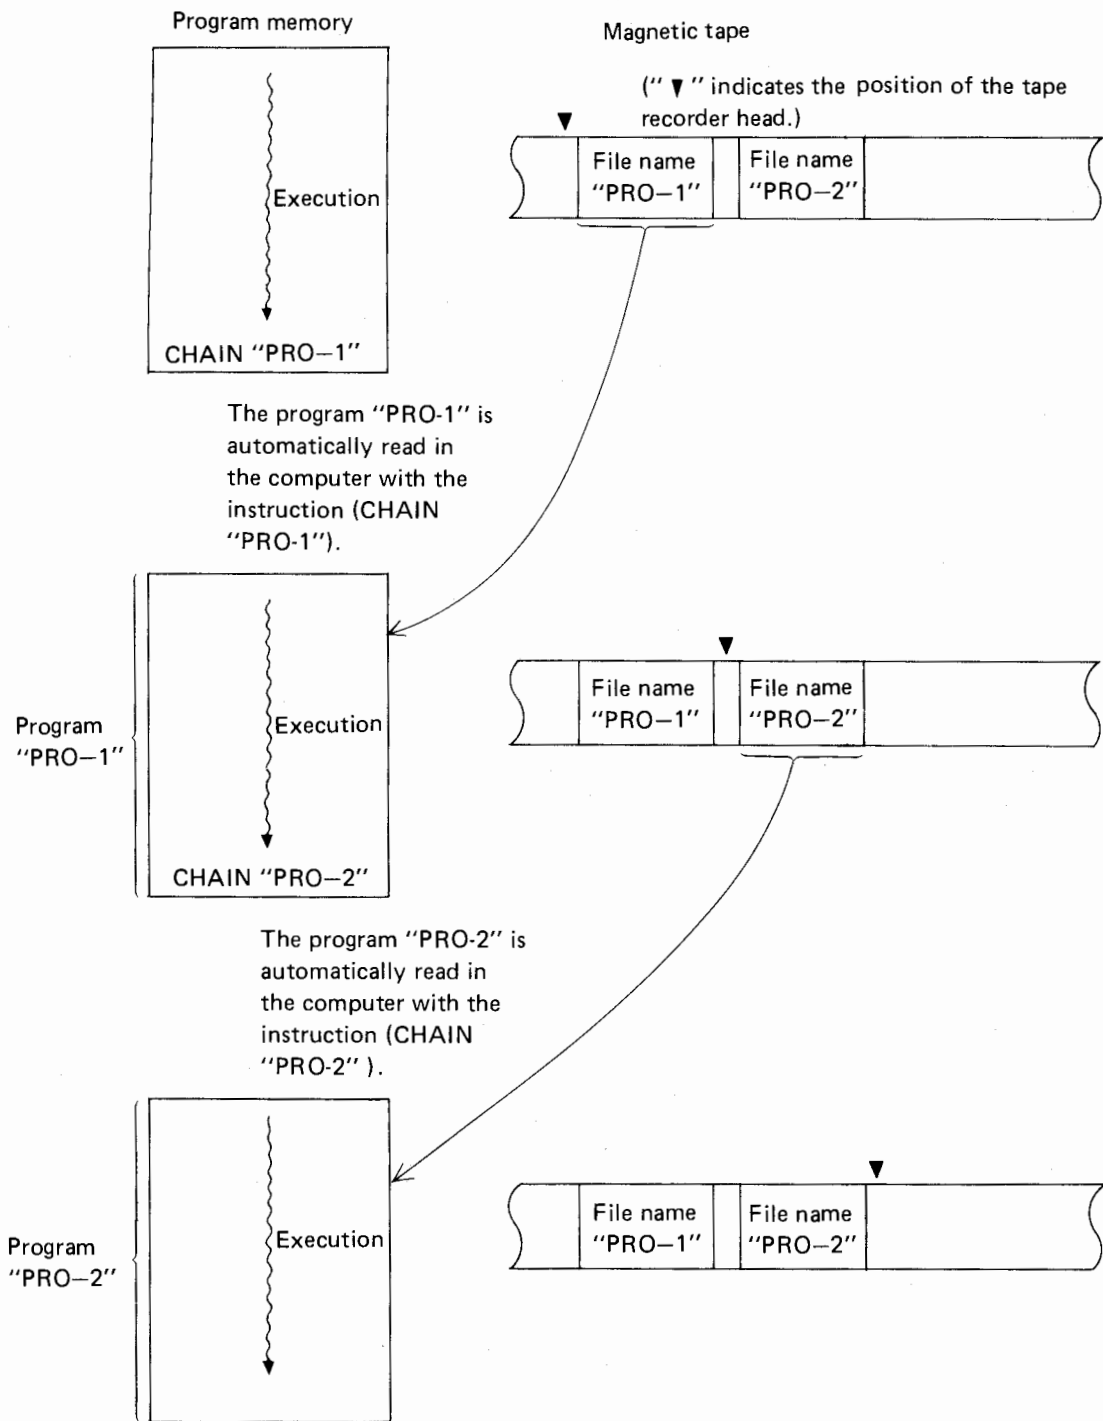 Program memory
Magnetic tape
(“ ▼ ” indicates the position of the tape
recorder head.)
File name
“PRO—1”
File name
“PRO—2”
Execution
CHAIN “PRO—1”
The program “PRO-1” is
automatically read in
the computer with the
instruction (CHAIN
“PRO-1”).
Program
“PRO—1”
Execution
CHAIN “PRO—2”
File name
“PRO—1”
File name
“PRO—2”
The program “PRO-2” is
automatically read in
the computer with the
instruction (CHAIN
“PRO-2” ).
Program
“PRO—2”
Execution
File name
“PRO—1”
File name
“PRO—2”